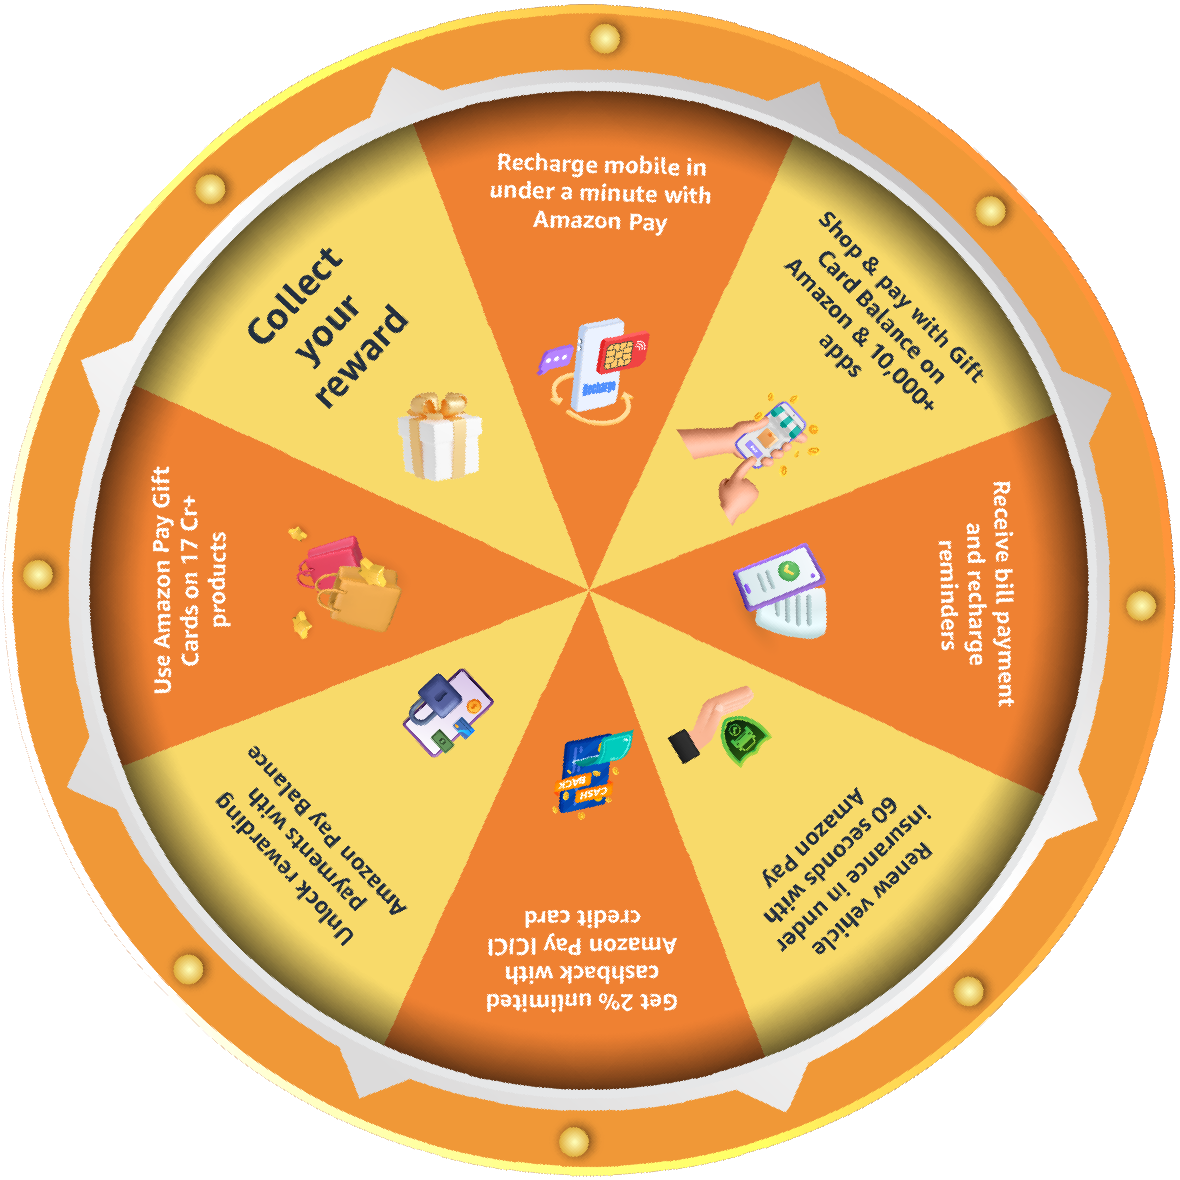 Recharge mobile in
under a minute with
Amazon Pay
Recharge
Shop & pay with Gift
Card Balance on
Amazon & 10,000+
apps
Receive bill payment
and recharge
reminders
Renew vehicle
insurance in under
60 seconds with
Amazon Pay
Get 2% unlimited
cashback with
Amazon Pay ICICI
credit card
CASH
BACK
Unlock rewarding
payments with
Amazon Pay Balance
Use Amazon Pay Gift
Cards on 17 Cr+
products
Collect
your
reward